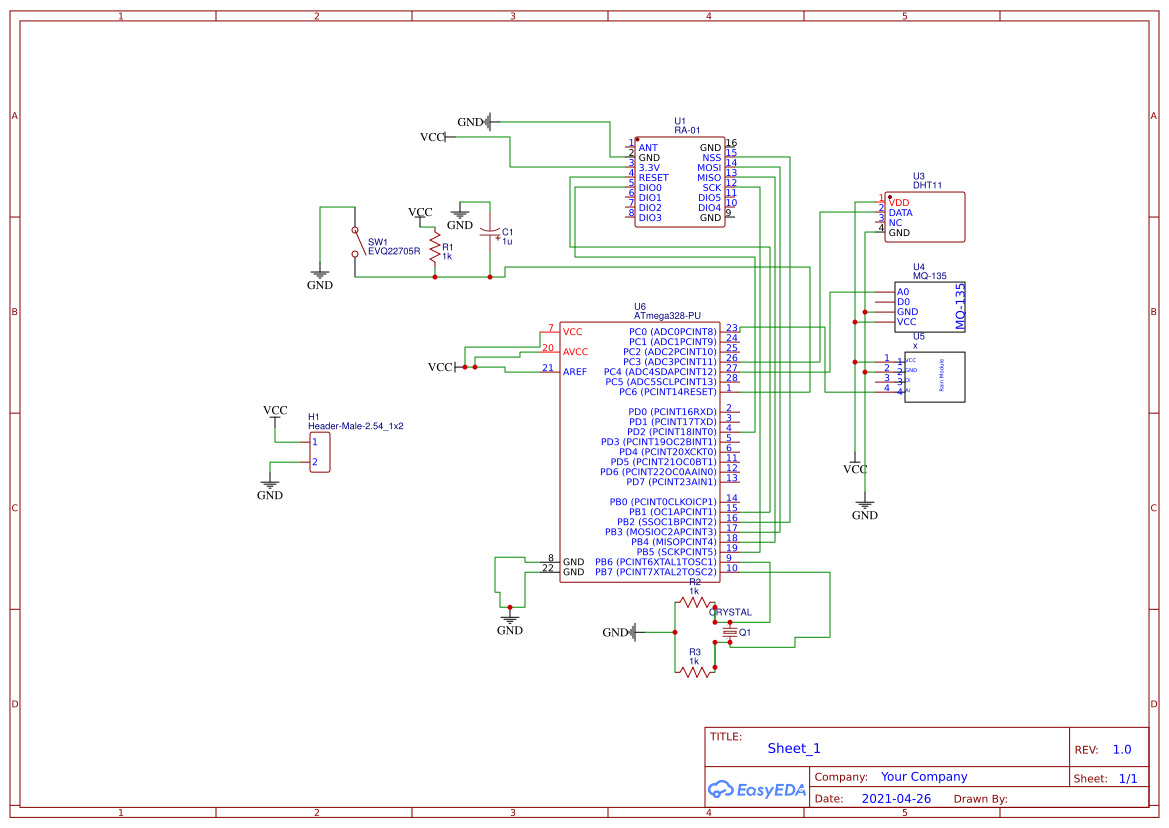 1 2 3 4 5
A A
B B
C C
D D
1 2 3 4 5
GND
VCC
U1
RA-01
1 ANT GND 16
2 GND NSS 15
3 3.3V MOSI 14
4 RESET MISO 13
5 DIO0 SCK 12
6 DIO1 DIO5 11
7 DIO2 DIO4 10
8 DIO3 GND 9
U3
DHT11
1 VDD
2 DATA
3 NC
4 GND
SW1
EVQ22705R
GND
VCC
R1
1k
GND
C1
1u
+
U4
MQ-135
A0
D0
GND
VCC
MQ-135
U5
x
1 1 VCC
2 2 GND
3 3
4 4
Rain Module
VCC
GND
U6
ATmega328-PU
VCC
7 VCC
20 AVCC
21 AREF
8 GND
22 GND
PC0 (ADC0PCINT8) 23
PC1 (ADC1PCINT9) 24
PC2 (ADC2PCINT10) 25
PC3 (ADC3PCINT11) 26
PC4 (ADC4SDAPCINT12) 27
PC5 (ADC5SCLPCINT13) 28
PC6 (PCINT14RESET) 1
PD0 (PCINT16RXD) 2
PD1 (PCINT17TXD) 3
PD2 (PCINT18INT0) 4
PD3 (PCINT19OC2BINT1) 5
PD4 (PCINT20XCKT0) 6
PD5 (PCINT21OC0BT1) 11
PD6 (PCINT22OC0AAIN0) 12
PD7 (PCINT23AIN1) 13
PB0 (PCINT0CLKOICP1) 14
PB1 (OC1APCINT1) 15
PB2 (SSOC1BPCINT2) 16
PB3 (MOSIOC2APCINT3) 17
PB4 (MISOPCINT4) 18
PB5 (SCKPCINT5) 19
PB6 (PCINT6XTAL1TOSC1) 9
PB7 (PCINT7XTAL2TOSC2) 10
GND
VCC
H1
Header-Male-2.54_1x2
1
2
GND
R2
1k
CRYSTAL
Q1
GND
R3
1k
TITLE:
Sheet_1
REV: 1.0
EasyEDA
Company: Your Company
Sheet: 1/1
Date: 2021-04-26 Drawn By: